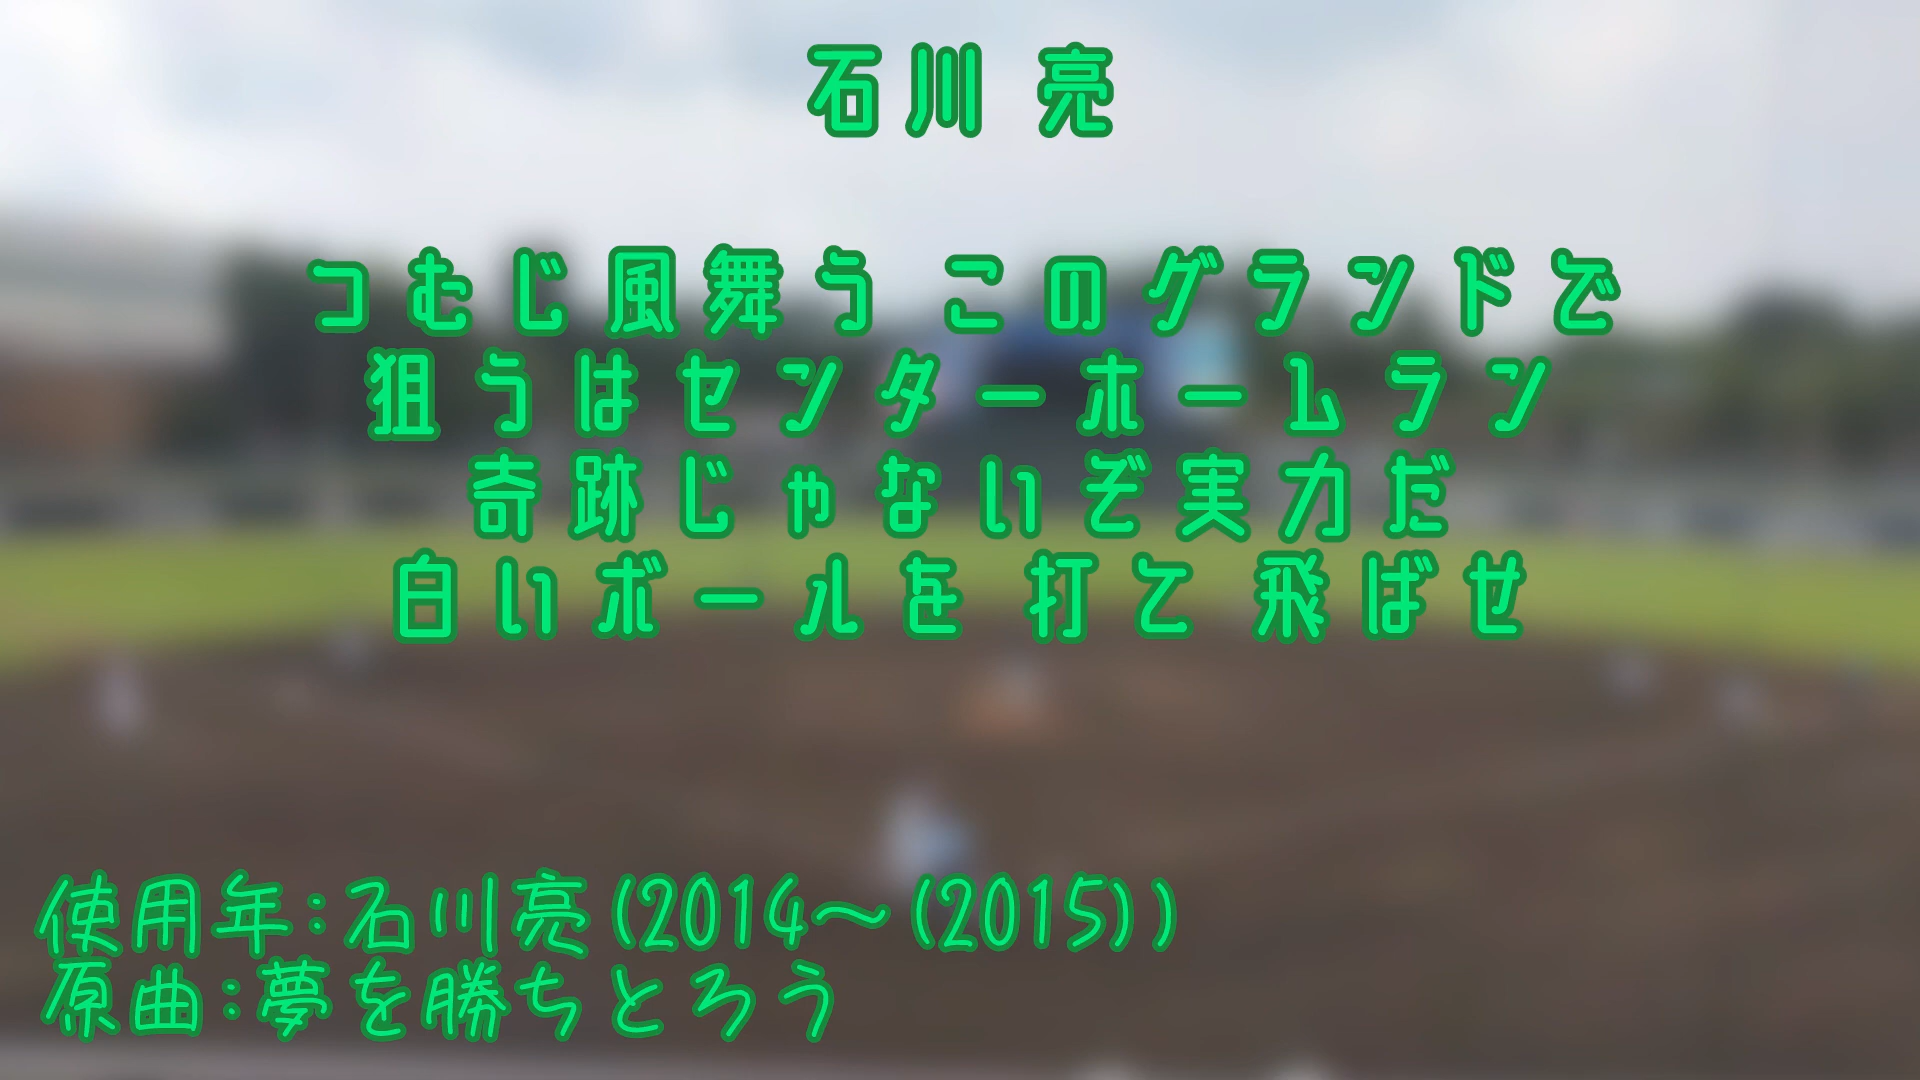 石川 亮
つむじ風舞う このグランドで
狙うはセンターホームラン
奇跡じゃないぞ実力だ
白いボールを 打て 飛ばせ
使用年:石川亮(2014～(2015))
原曲:夢を勝ちとろう